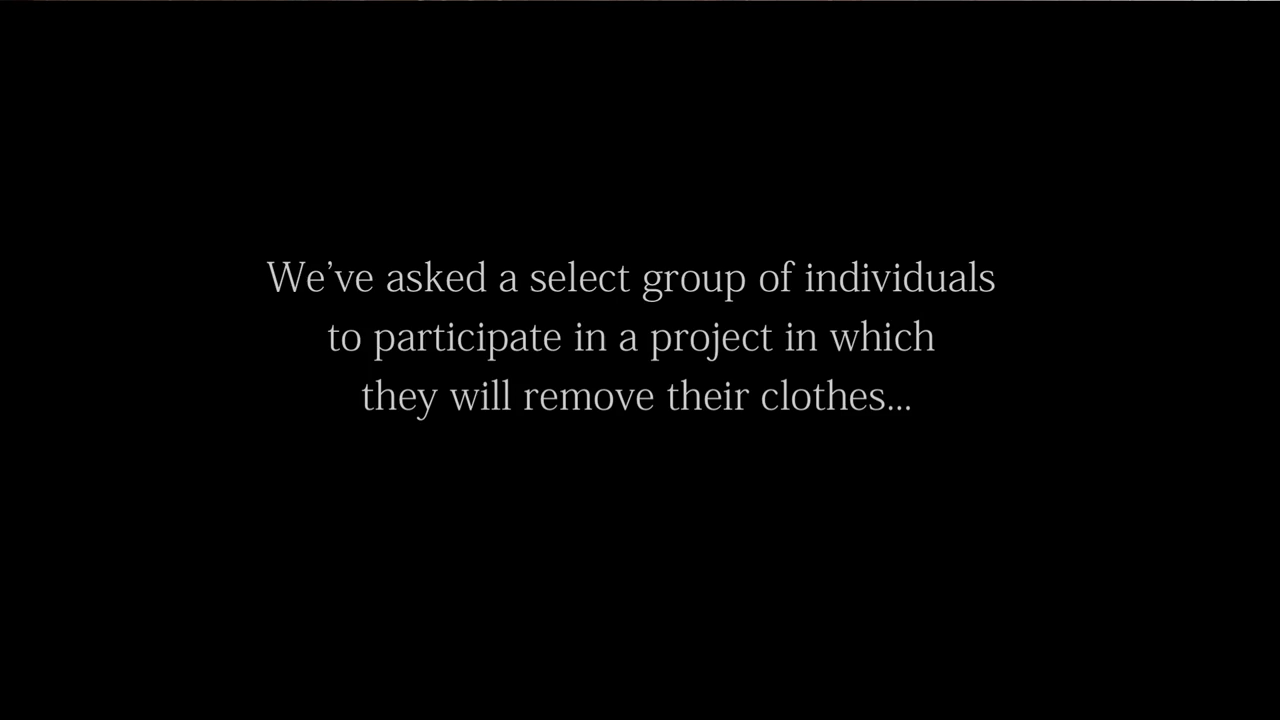 We’ve asked a select group of individuals
to participate in a project in which
they will remove their clothes...